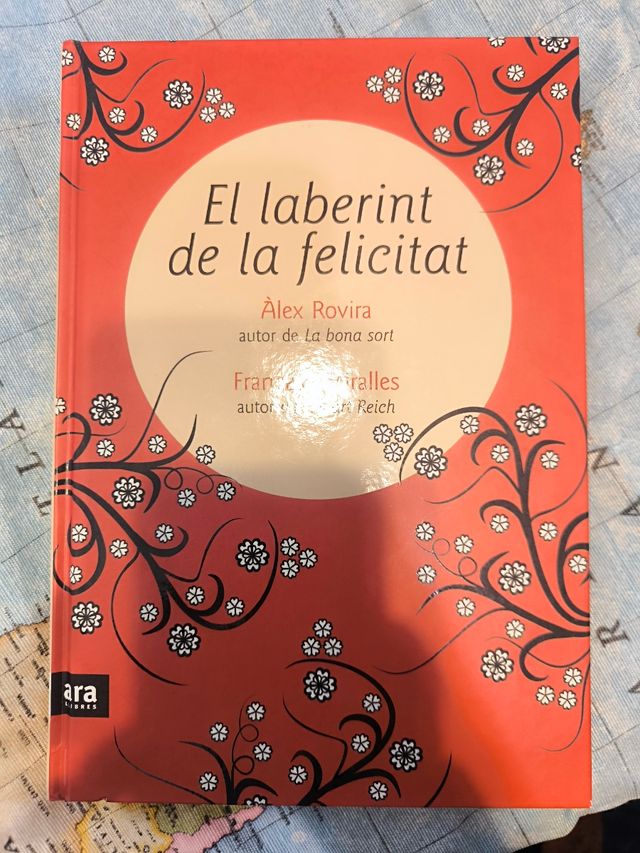 El laberint
de la felicitat
Àlex Rovira
autor de La bona sort
autor Reich
ara
LLIBRES